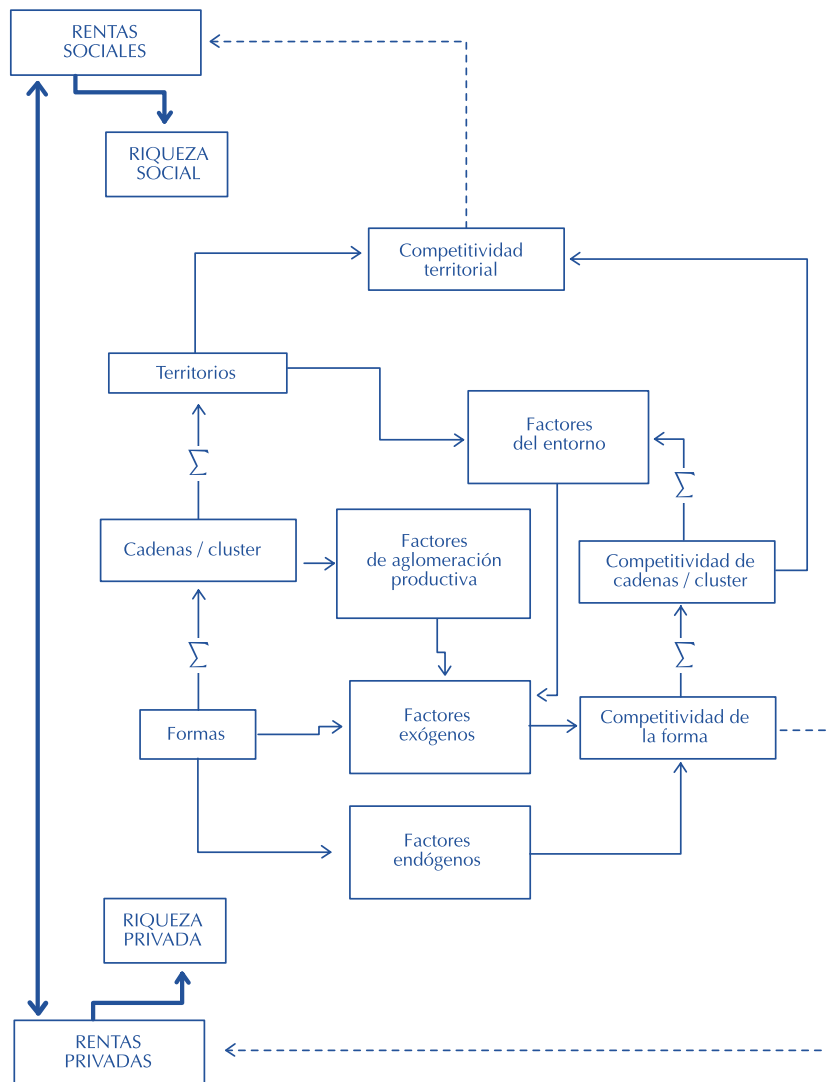 RENTAS
SOCIALES
RIQUEZA
SOCIAL
Competitividad
territorial
Territorios
Factores
del entorno
Σ
Σ
Cadenas / cluster
Factores
de aglomeración
productiva
Competitividad de
cadenas / cluster
Σ
Σ
Formas
Factores
exógenos
Competitividad de
la forma
Factores
endógenos
RIQUEZA
PRIVADA
RENTAS
PRIVADAS